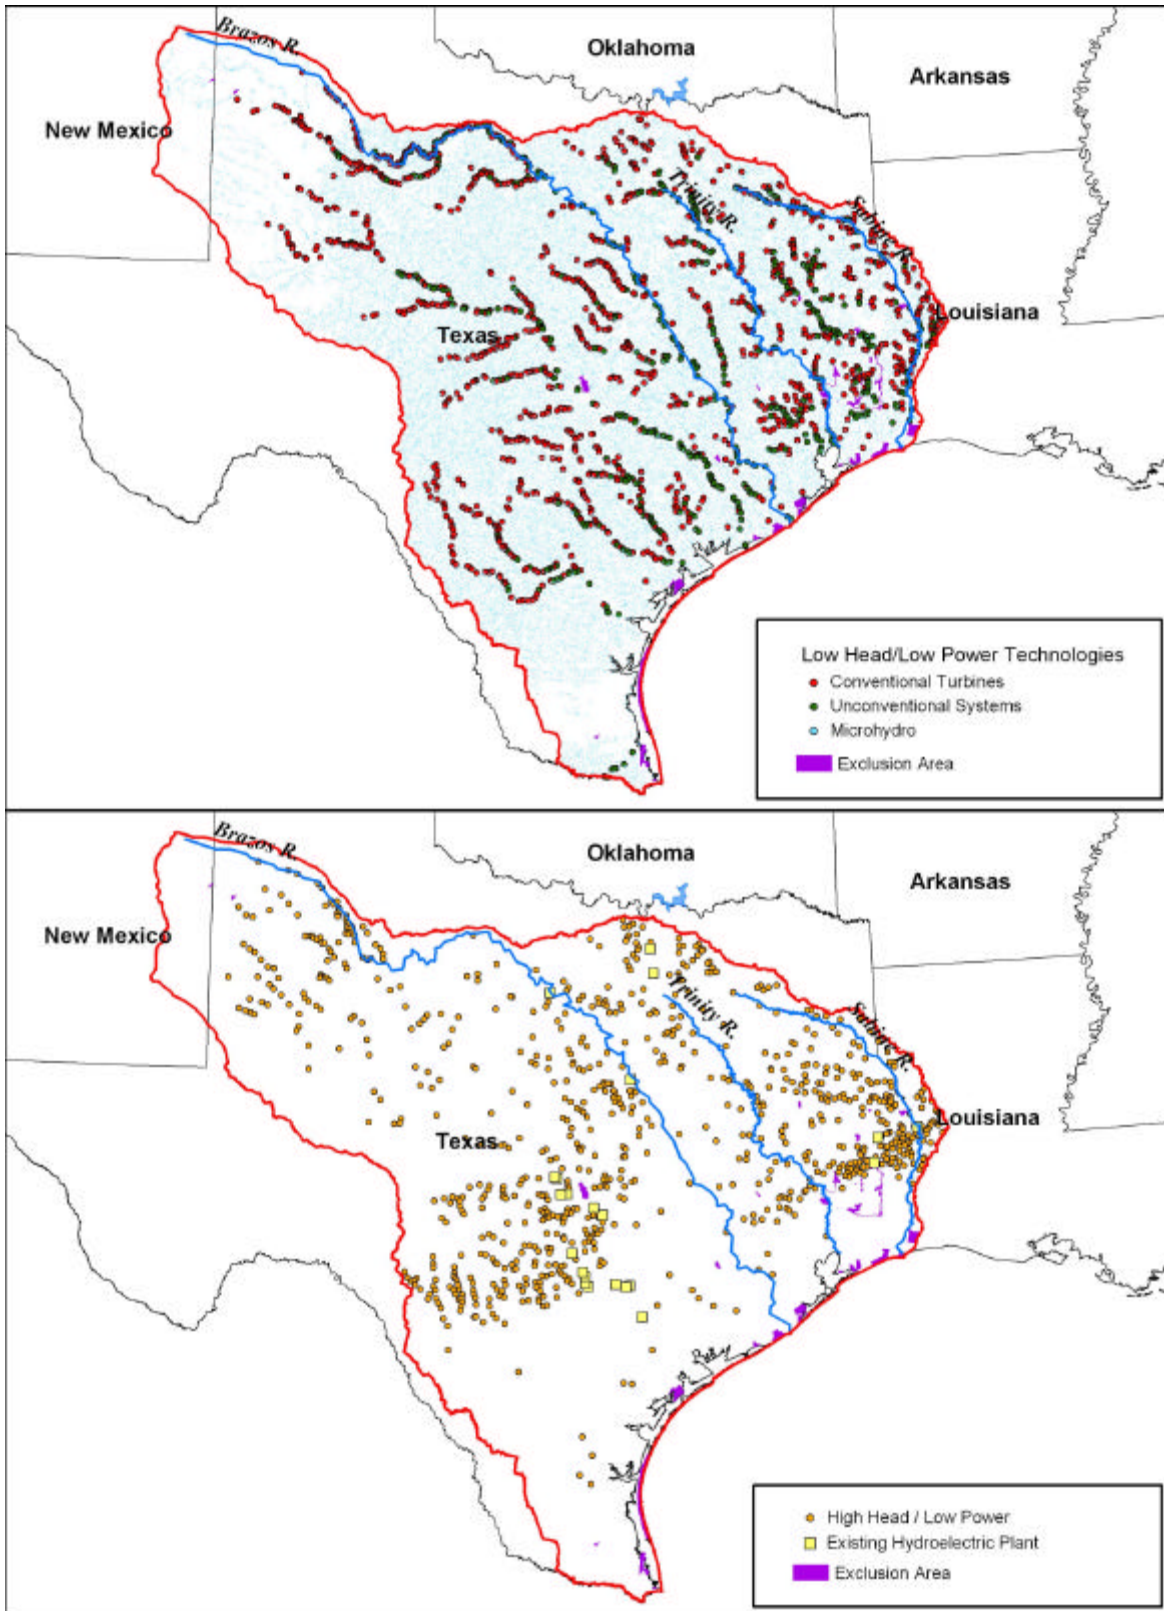 Brazos R.
Oklahoma
Arkansas
New Mexico
Trinity R.
Sabine R.
Louisiana
Texas
Low Head/Low Power Technologies
Conventional Turbines
Unconventional Systems
Microhydro
Exclusion Area
Brazos R.
Oklahoma
Arkansas
New Mexico
Trinity R.
Sabine R.
Louisiana
Texas
High Head / Low Power
Existing Hydroelectric Plant
Exclusion Area